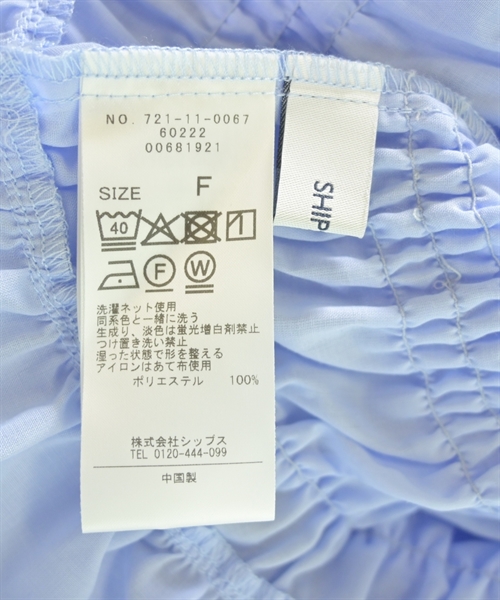 NO. 721-11-0067
60222
00681921
SIZE F
40
F W
洗濯ネット使用
同系色と一緒に洗う
生成り、淡色は蛍光増白剤禁止
つけ置き洗い禁止
湿った状態で形を整える
アイロンはあて布使用
ポリエステル 100%
株式会社シップス
TEL 0120-444-099
中国製
SHIP